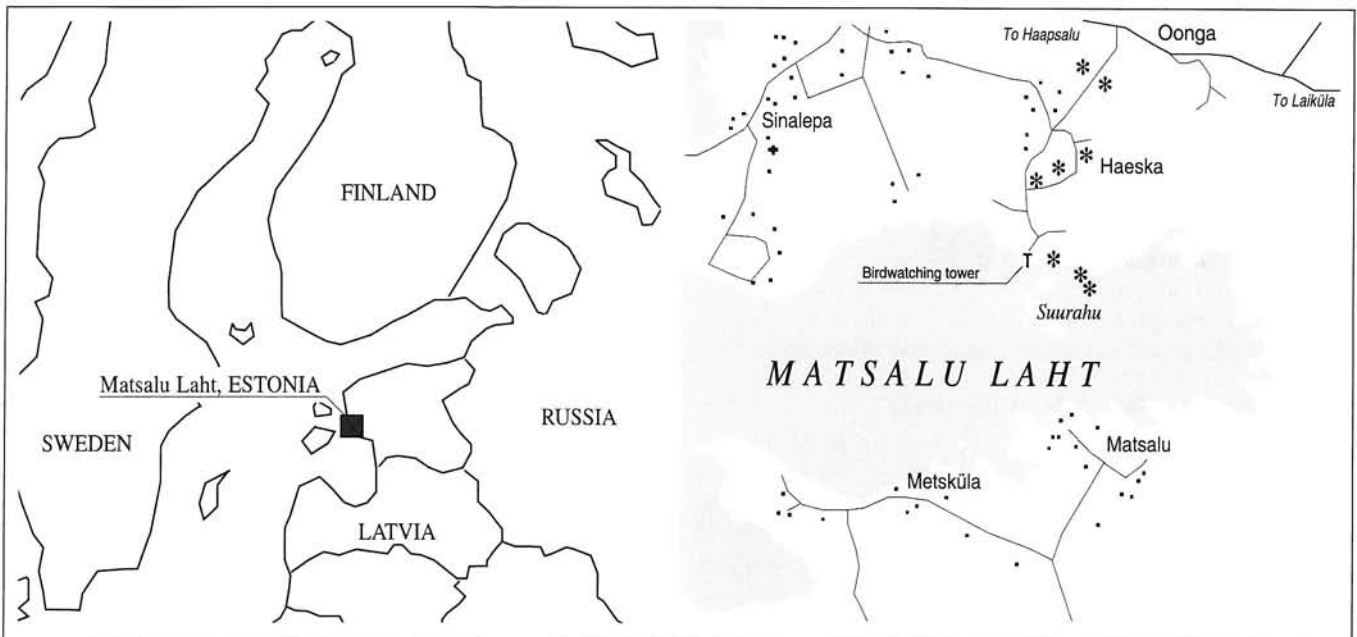 FINLAND
Matsalu Laht, ESTONIA
SWEDEN
RUSSIA
LATVIA
To Haapsalu
Oonga
To Laiküla
Sinalepa
Haeska
T
Birdwatching tower
Suurahu
MATSALU LAHT
Matsalu
Metsküla